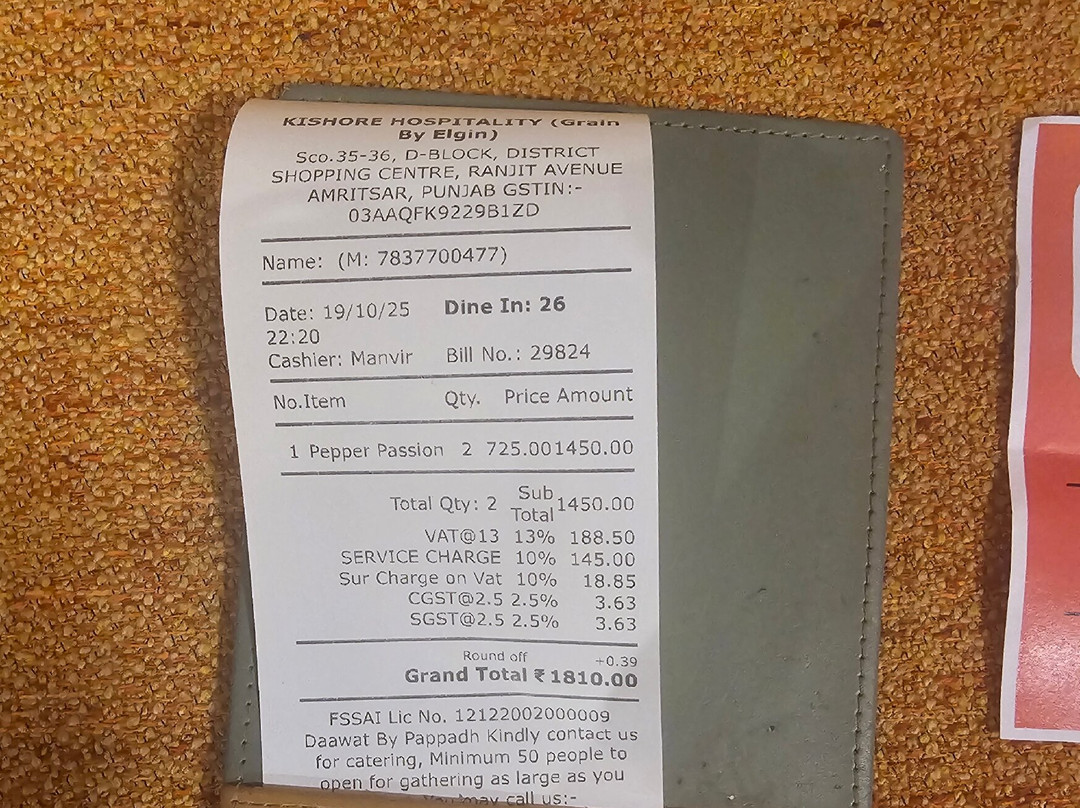 KISHORE HOSPITALITY (Grain
By Elgin)
Sco.35-36, D-BLOCK, DISTRICT
SHOPPING CENTRE, RANJIT AVENUE
AMRITSAR, PUNJAB GSTIN:-
03AAQFK9229B1ZD
Name: (M: 7837700477)
Date: 19/10/25 Dine In: 26
22:20
Cashier: Manvir Bill No.: 29824
No.Item Qty. Price Amount
1 Pepper Passion 2 725.001450.00
Total Qty: 2 Sub Total 1450.00
VAT@13 13% 188.50
SERVICE CHARGE 10% 145.00
Sur Charge on Vat 10% 18.85
CGST@2.5 2.5% 3.63
SGST@2.5 2.5% 3.63
Round off +0.39
Grand Total ₹1810.00
FSSAI Lic No. 12122002000009
Daawat By Pappadh Kindly contact us
for catering, Minimum 50 people to
open for gathering as large as you
may call us:-